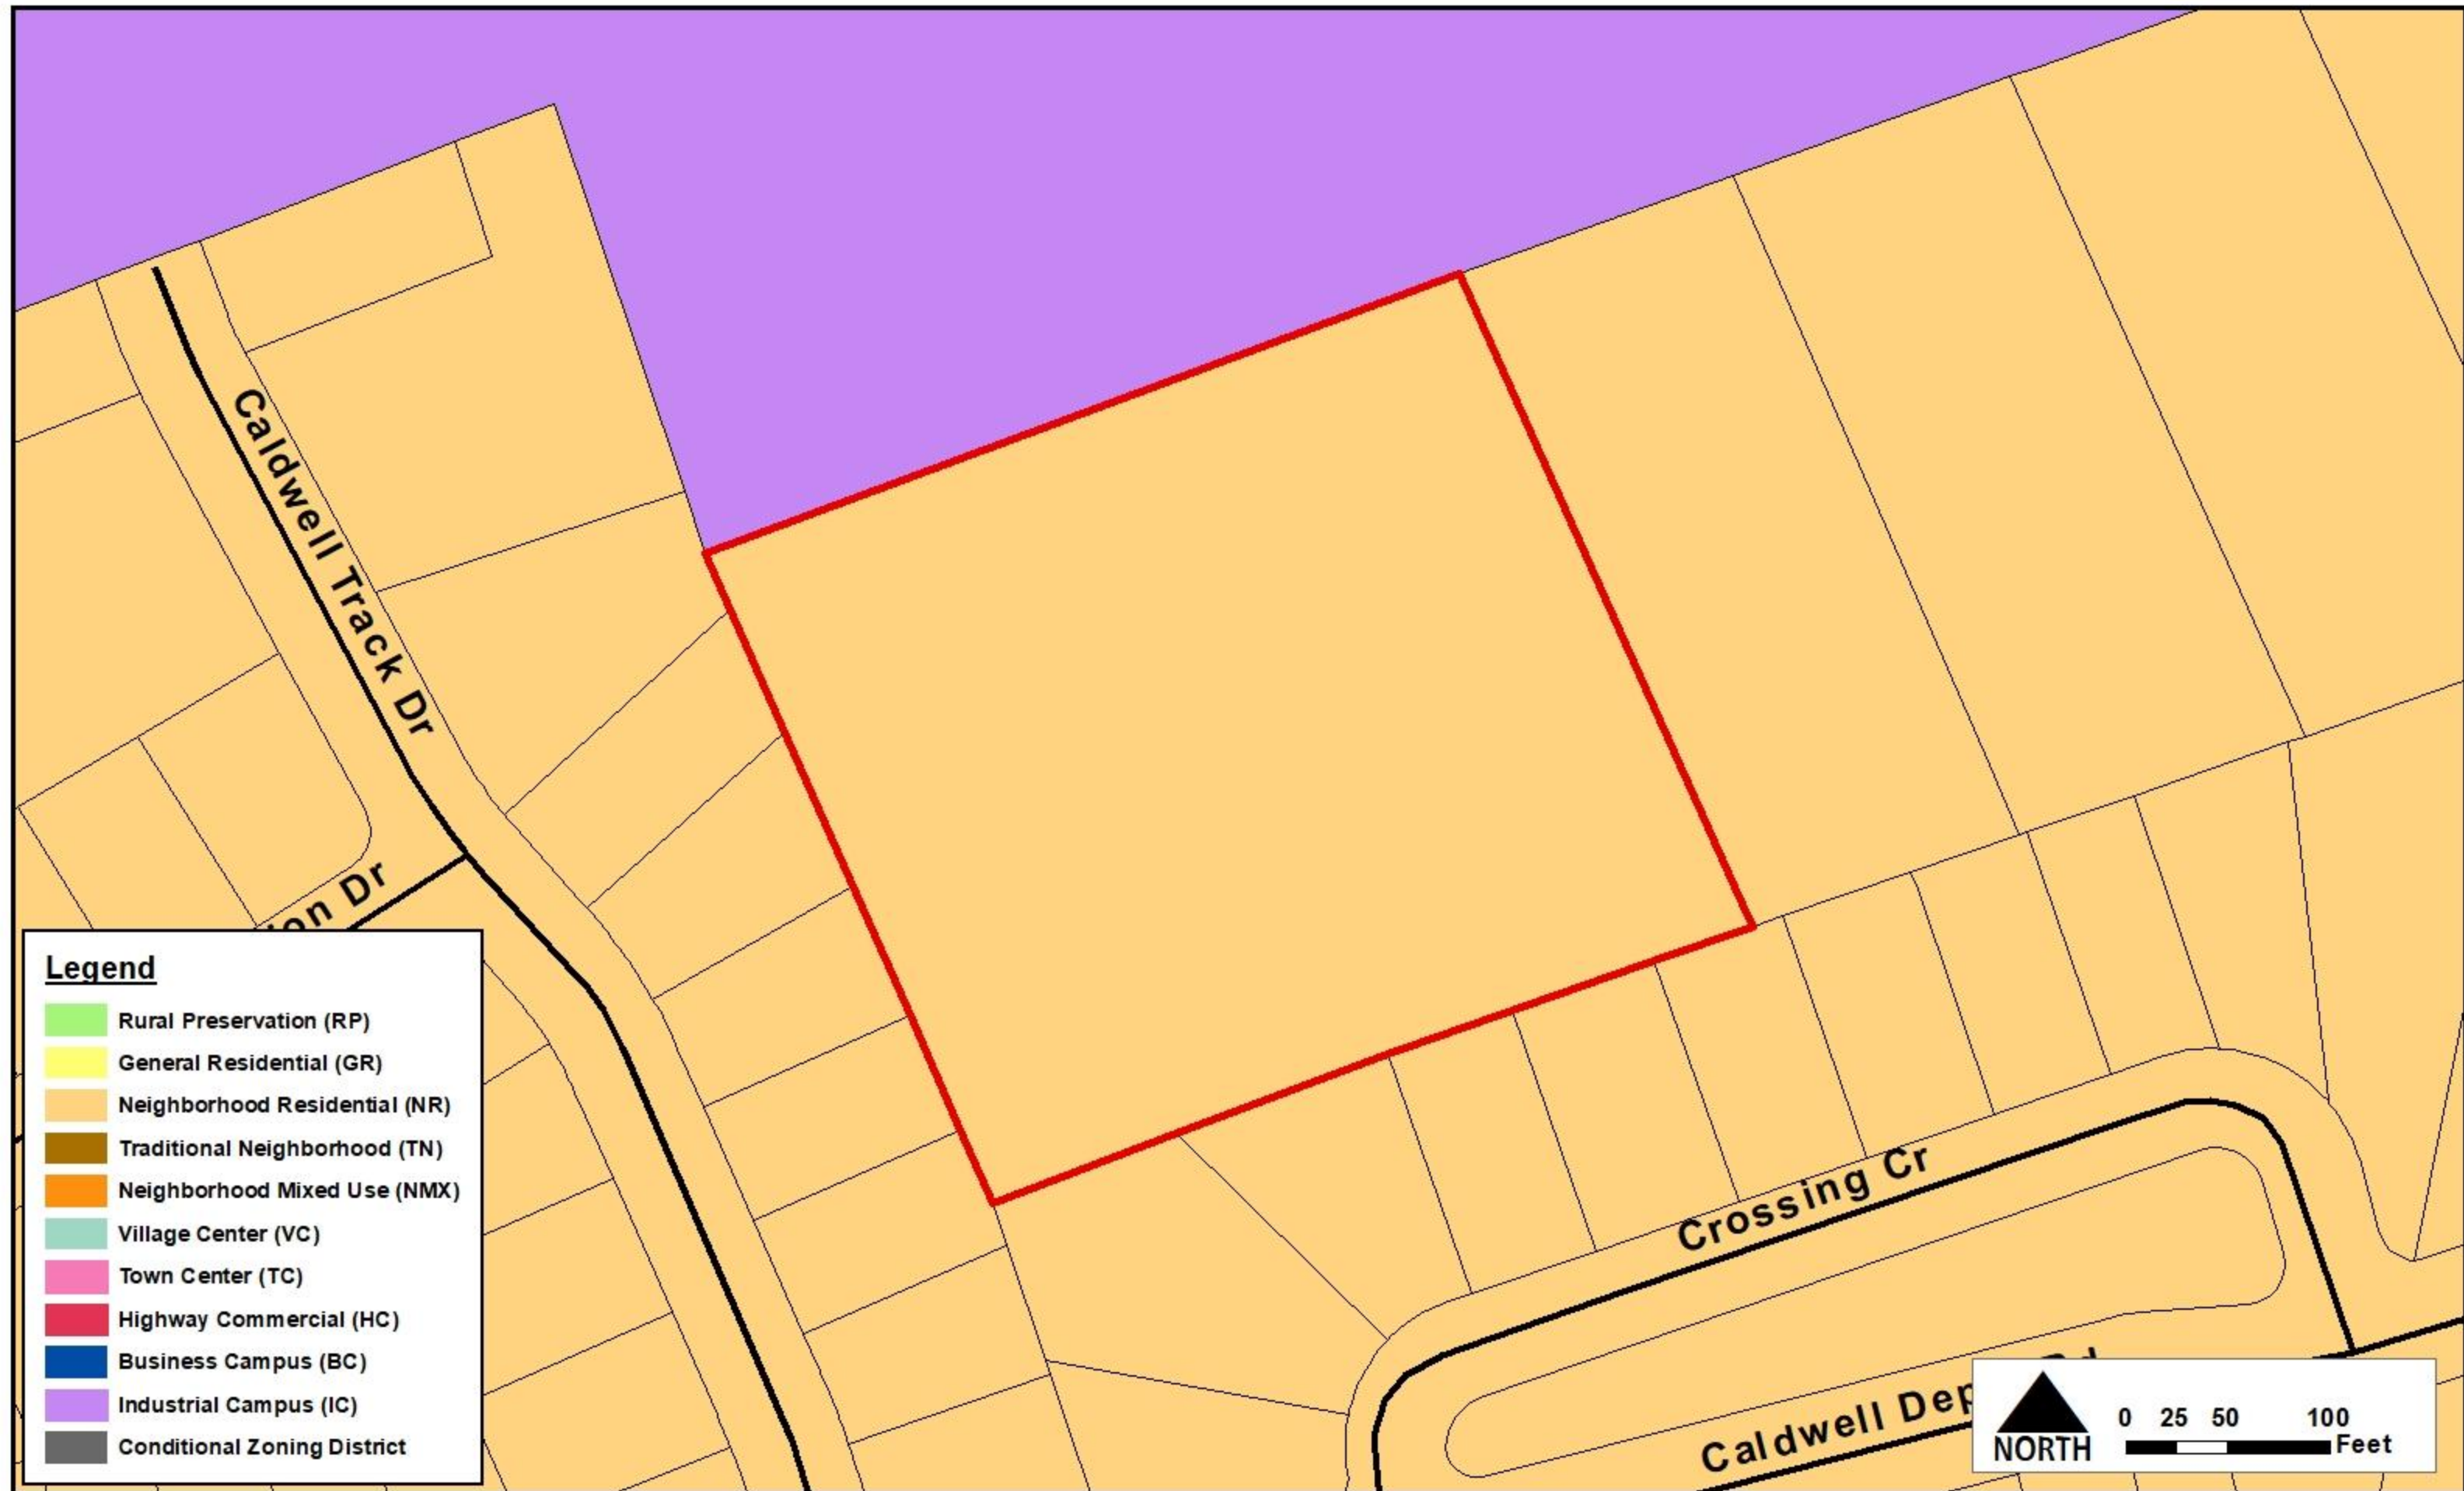 Caldwell Track Dr
ion Dr
Crossing Cr
Caldwell Dep
Rd
Legend
Rural Preservation (RP)
General Residential (GR)
Neighborhood Residential (NR)
Traditional Neighborhood (TN)
Neighborhood Mixed Use (NMX)
Village Center (VC)
Town Center (TC)
Highway Commercial (HC)
Business Campus (BC)
Industrial Campus (IC)
Conditional Zoning District
NORTH
0 25 50 100
Feet